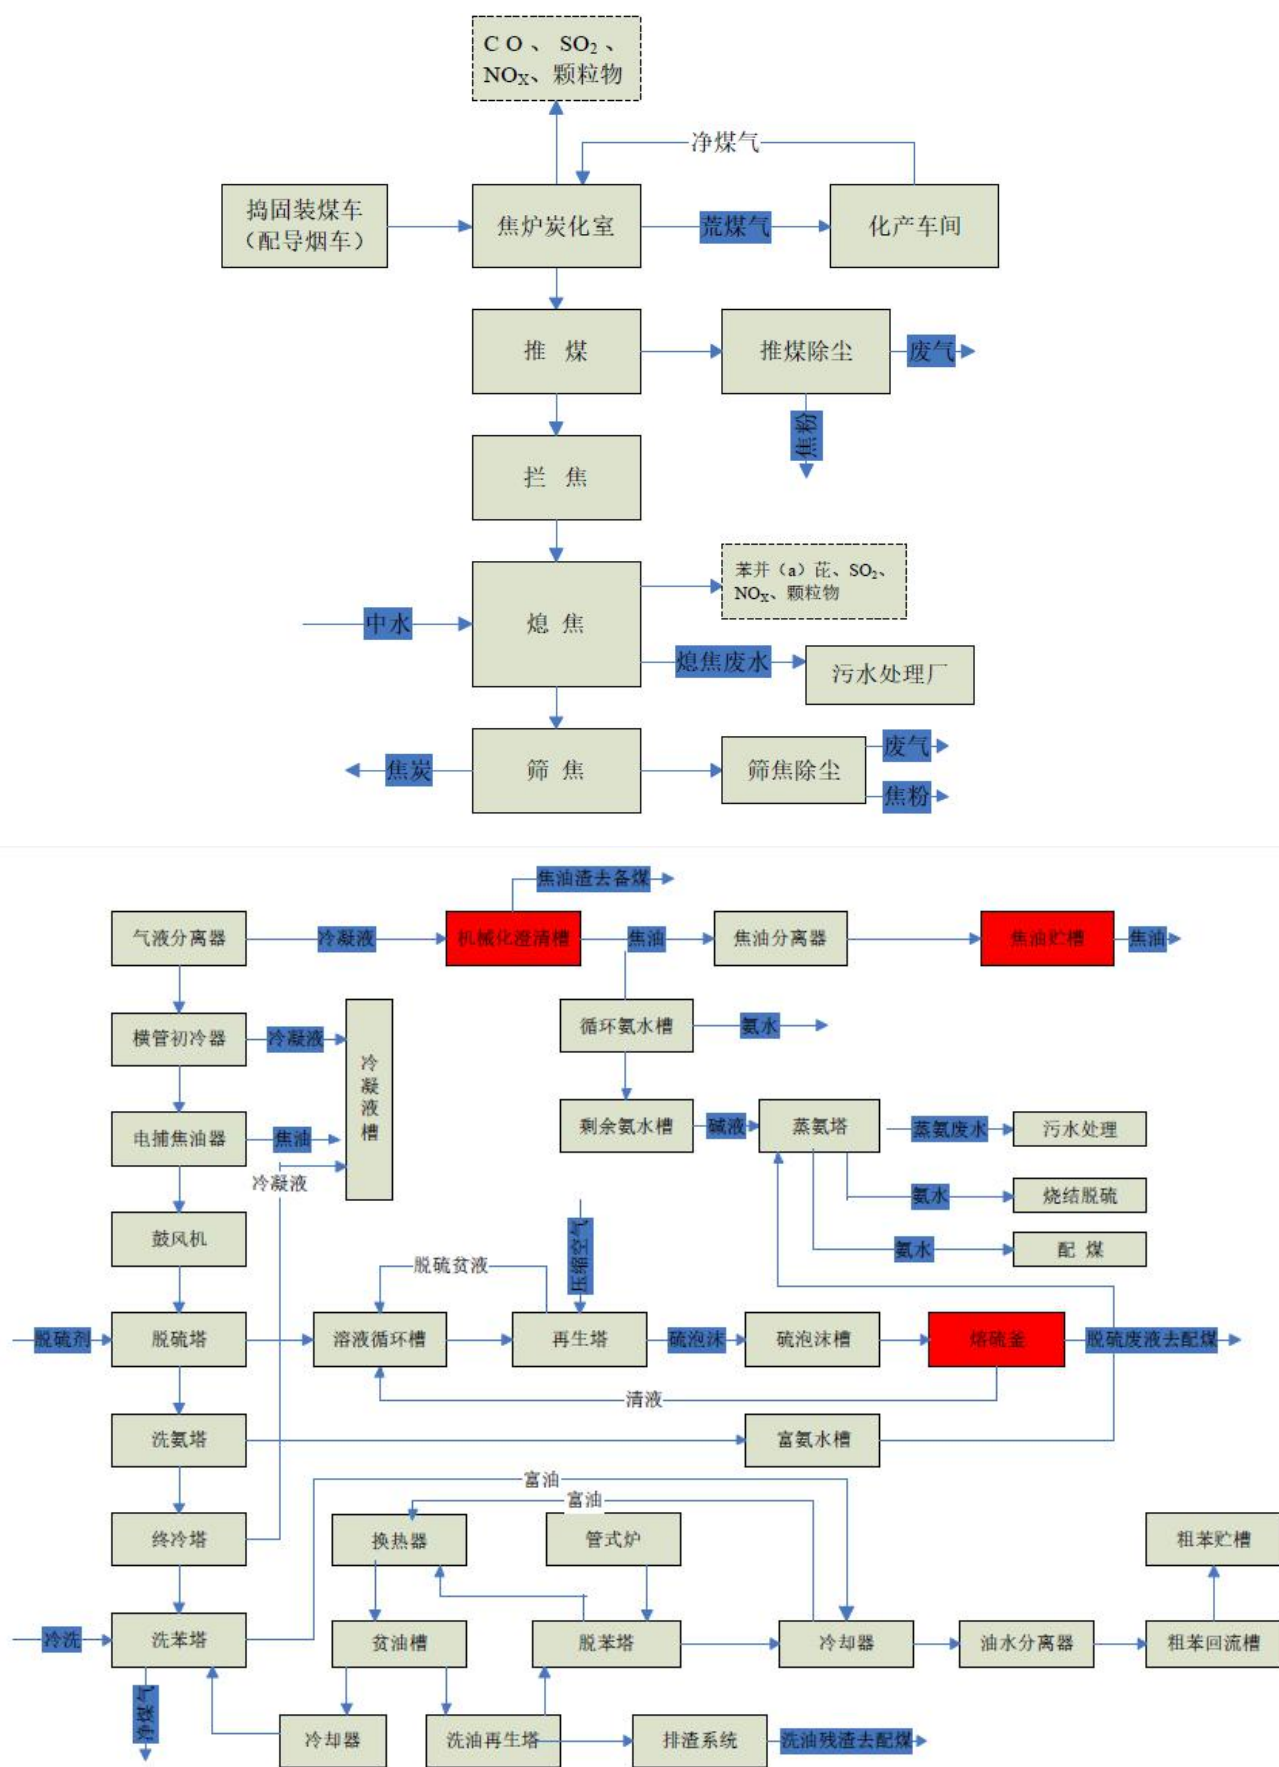 CO、SO₂、
NOX、颗粒物
净煤气
捣固装煤车
（配导烟车）
焦炉炭化室
荒煤气
化产车间
推 煤
推煤除尘
废气
焦粉
拦 焦
苯并（a）芘、SO₂、
NOX、颗粒物
中水
熄 焦
熄焦废水
污水处理厂
焦炭
筛 焦
筛焦除尘
废气
焦粉
焦油渣去备煤
气液分离器
冷凝液
机械化澄清槽
焦油
焦油分离器
焦油贮槽
焦油
横管初冷器
冷凝液
冷凝液槽
循环氨水槽
氨水
电捕焦油器
焦油
剩余氨水槽
碱液
蒸氨塔
蒸氨废水
污水处理
冷凝液
氨水
烧结脱硫
鼓风机
压缩空气
氨水
配 煤
脱硫贫液
脱硫剂
脱硫塔
溶液循环槽
再生塔
硫泡沫
硫泡沫槽
熔硫釜
脱硫废液去配煤
清液
洗氨塔
富氨水槽
富油
富油
终冷塔
换热器
管式炉
粗苯贮槽
冷洗
洗苯塔
贫油槽
脱苯塔
冷却器
油水分离器
粗苯回流槽
净煤气
冷却器
洗油再生塔
排渣系统
洗油残渣去配煤